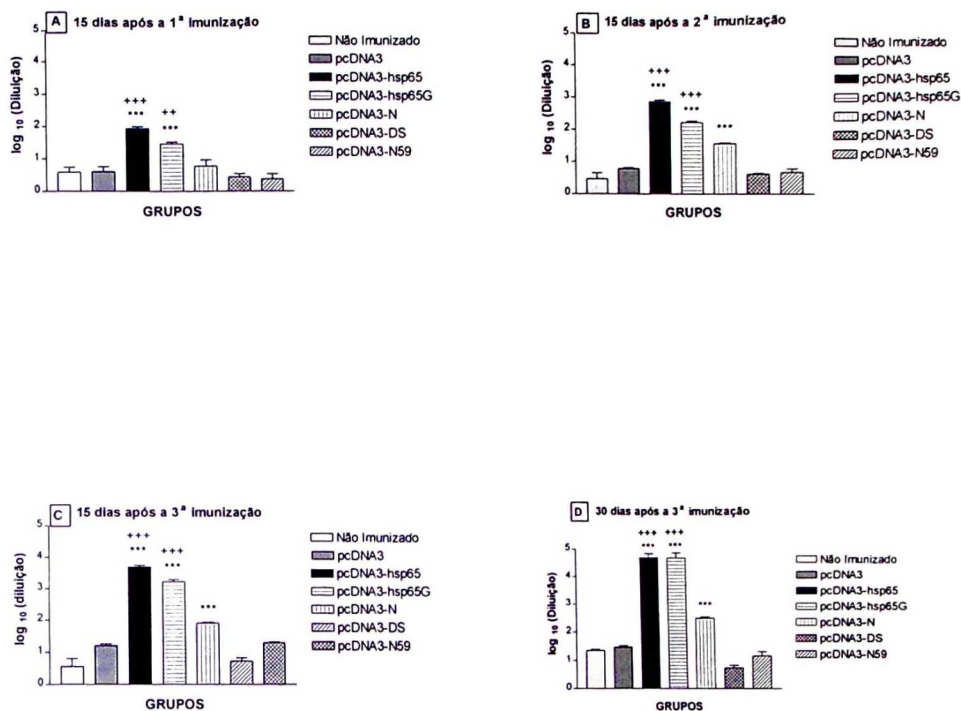 A 15 dias após a 1ª imunização
log 10 (Diluição)
5
4
3
2
1
0
+++
***
++
***
GRUPOS
Não Imunizado
pcDNA3
pcDNA3-hsp65
pcDNA3-hsp65G
pcDNA3-N
pcDNA3-DS
pcDNA3-N59
B 15 dias após a 2ª imunização
log 10 (Diluição)
5
4
3
2
1
0
+++
***
+++
***
***
GRUPOS
Não Imunizado
pcDNA3
pcDNA3-hsp65
pcDNA3-hsp65G
pcDNA3-N
pcDNA3-DS
pcDNA3-N59
C 15 dias após a 3ª imunização
log 10 (diluição)
5
4
3
2
1
0
+++
***
+++
***
***
GRUPOS
Não Imunizado
pcDNA3
pcDNA3-hsp65
pcDNA3-hsp65G
pcDNA3-N
pcDNA3-DS
pcDNA3-N59
D 30 dias após a 3ª imunização
log 10 (Diluição)
5
4
3
2
1
0
+++
***
+++
***
***
GRUPOS
Não Imunizado
pcDNA3
pcDNA3-hsp65
pcDNA3-hsp65G
pcDNA3-N
pcDNA3-DS
pcDNA3-N59